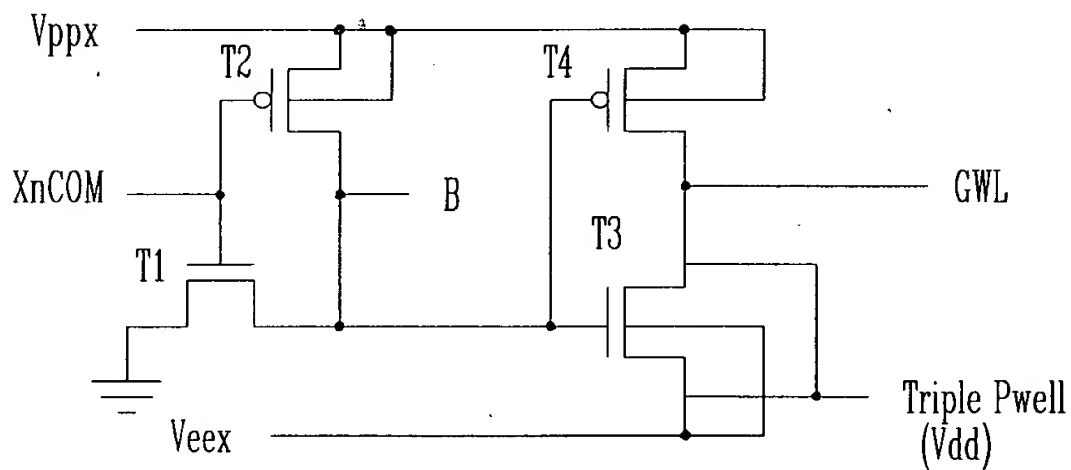 Vppx
T2
T4
XnCOM
B
GWL
T1
T3
Triple Pwell
(Vdd)
Veex